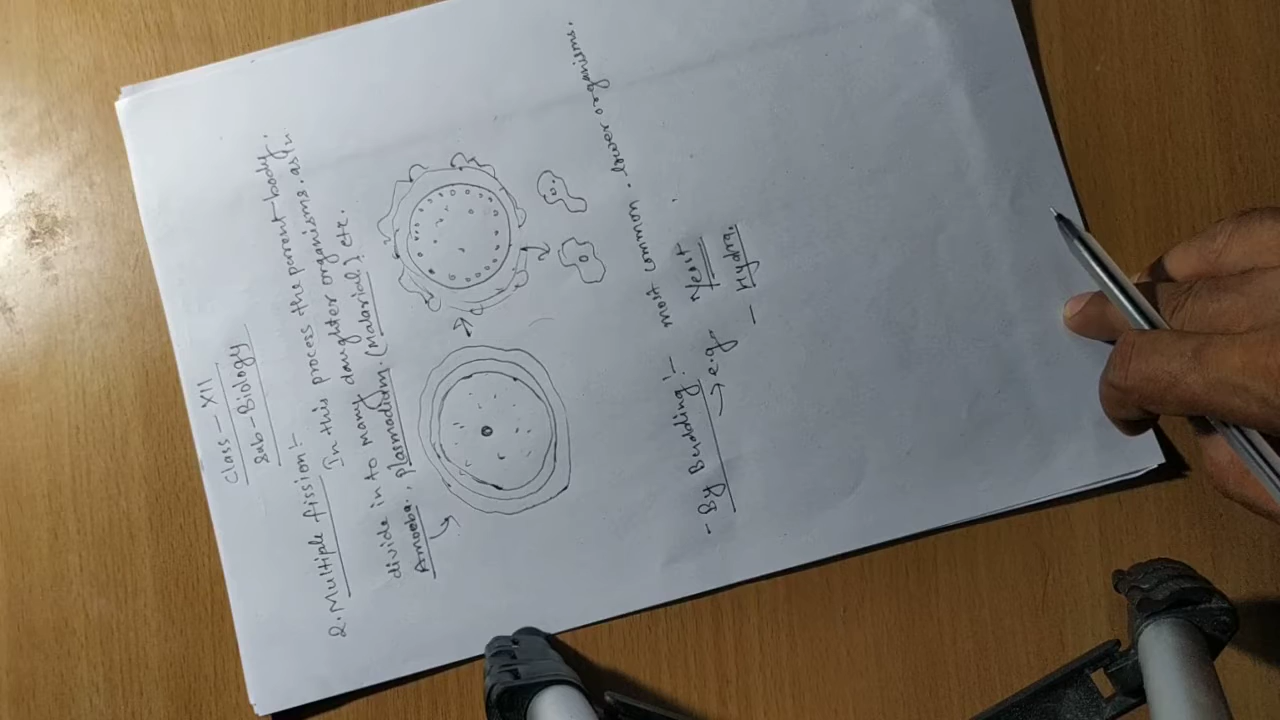 Class - XII
Sub-Biology
2. Multiple fission:-
In this process the parent body.
divide in to many daughter organisms. as in
Amoeba., plasmodium. (Malarial) etc.
- By Budding:- most common. lower organisms.
→ e.g. Yeast
- Hydra.